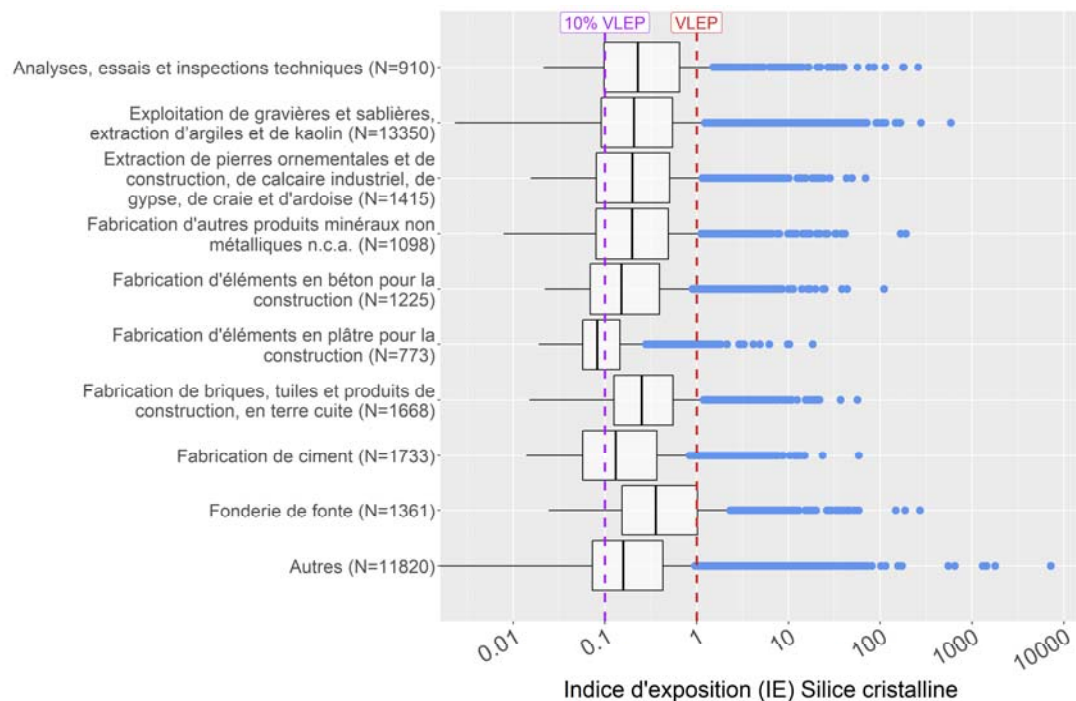 10% VLEP
VLEP
Analyses, essais et inspections techniques (N=910)
Exploitation de gravières et sablières,
extraction d’argiles et de kaolin (N=13350)
Extraction de pierres ornementales et de
construction, de calcaire industriel, de
gypse, de craie et d'ardoise (N=1415)
Fabrication d'autres produits minéraux non
métalliques n.c.a. (N=1098)
Fabrication d'éléments en béton pour la
construction (N=1225)
Fabrication d'éléments en plâtre pour la
construction (N=773)
Fabrication de briques, tuiles et produits de
construction, en terre cuite (N=1668)
Fabrication de ciment (N=1733)
Fonderie de fonte (N=1361)
Autres (N=11820)
0.01
0.1
1
10
100
1000
10000
Indice d'exposition (IE) Silice cristalline